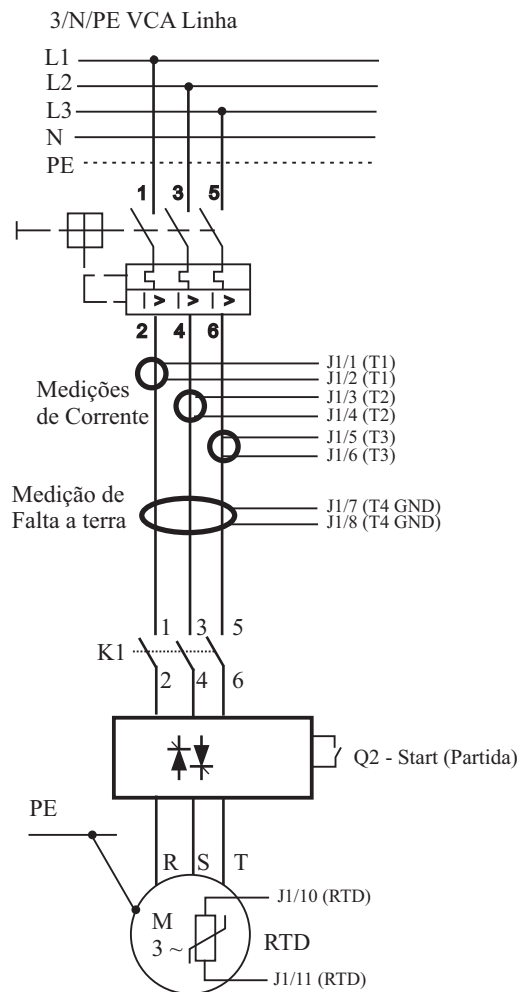 3/N/PE VCA Linha
L1
L2
L3
N
PE
1 3 5
I > I > I >
2 4 6
Medições
de Corrente
J1/1 (T1)
J1/2 (T1)
J1/3 (T2)
J1/4 (T2)
J1/5 (T3)
J1/6 (T3)
Medição de
Falta a terra
J1/7 (T4 GND)
J1/8 (T4 GND)
1 3 5
K1
2 4 6
Q2 - Start (Partida)
PE
R S T
M
3 ~
J1/10 (RTD)
RTD
J1/11 (RTD)